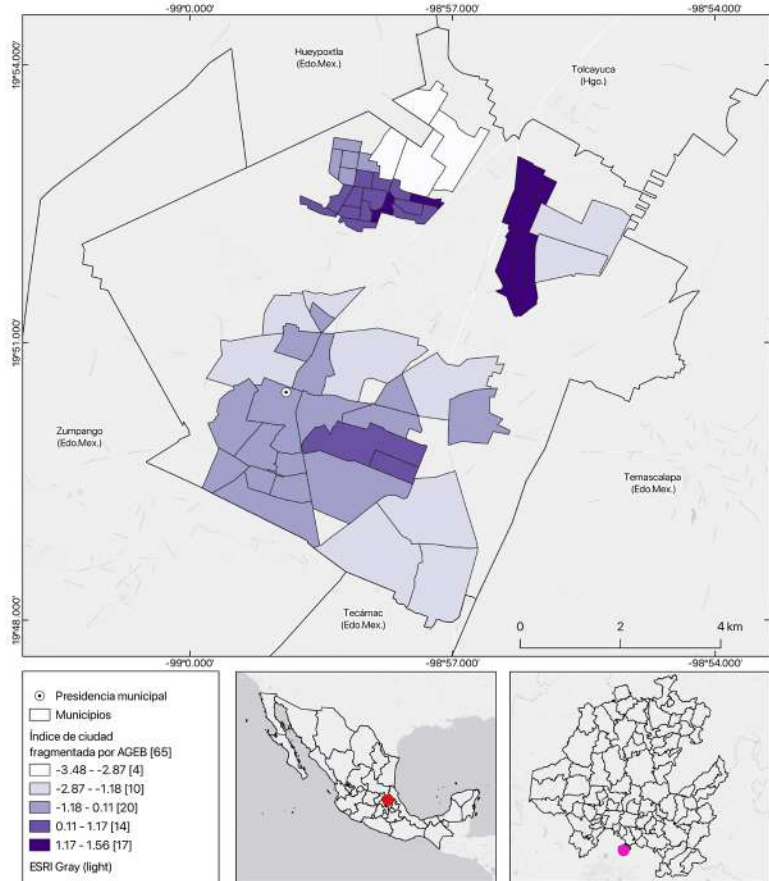 -99°0.000'
-98°57.000'
-98°54.000'
19°54.000'
19°51.000'
19°48.000'
Hueypoxtla
(Edo.Mex.)
Tolcayuca
(Hgo.)
Zumpango
(Edo.Mex.)
Temascalapa
(Edo.Mex.)
Tecámac
(Edo.Mex.)
0 2 4 km
-99°0.000'
-98°57.000'
-98°54.000'
Presidencia municipal
Municipios
Índice de ciudad
fragmentada por AGEB [65]
-3.48 - -2.87 [4]
-2.87 - -1.18 [10]
-1.18 - 0.11 [20]
0.11 - 1.17 [14]
1.17 - 1.56 [17]
ESRI Gray (light)